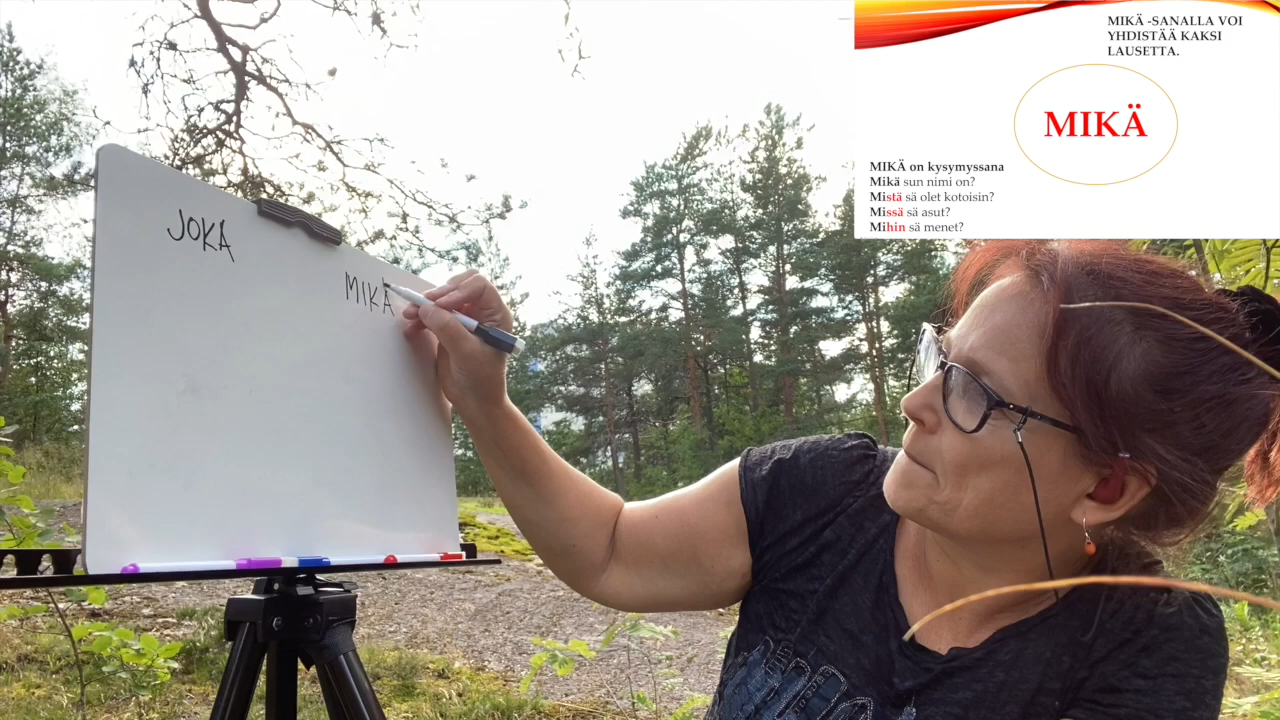 MIKÄ -SANALLA VOI
YHDISTÄÄ KAKSI
LAUSETTA.
MIKÄ
MIKÄ on kysymyssana
Mikä sun nimi on?
Mistä sä olet kotoisin?
Missä sä asut?
Mihin sä menet?
JOKA
MIKÄ